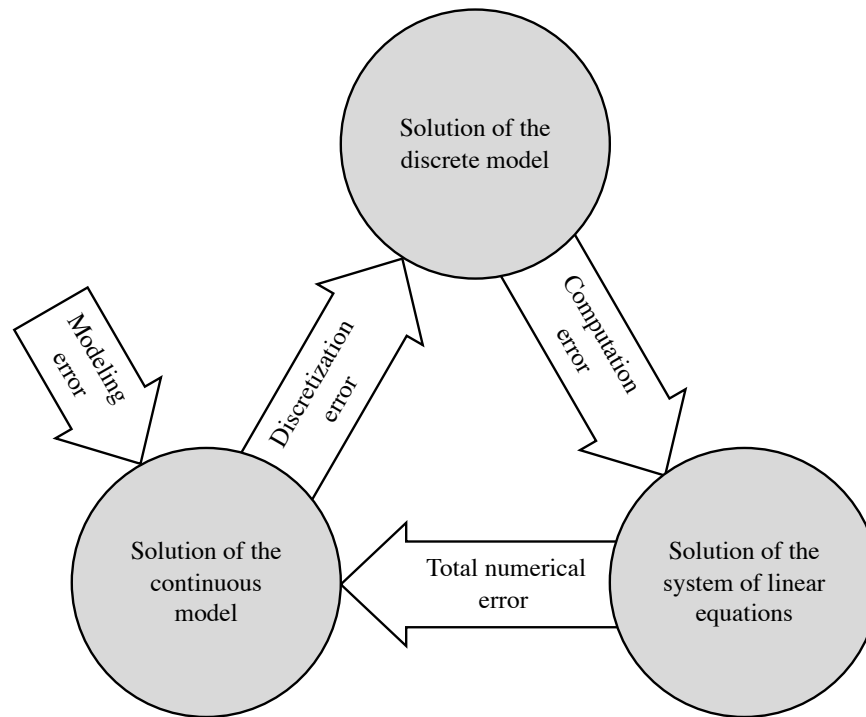 Solution of the
discrete model
Modeling
error
Discretization
error
Computation
error
Solution of the
continuous
model
Total numerical
error
Solution of the
system of linear
equations